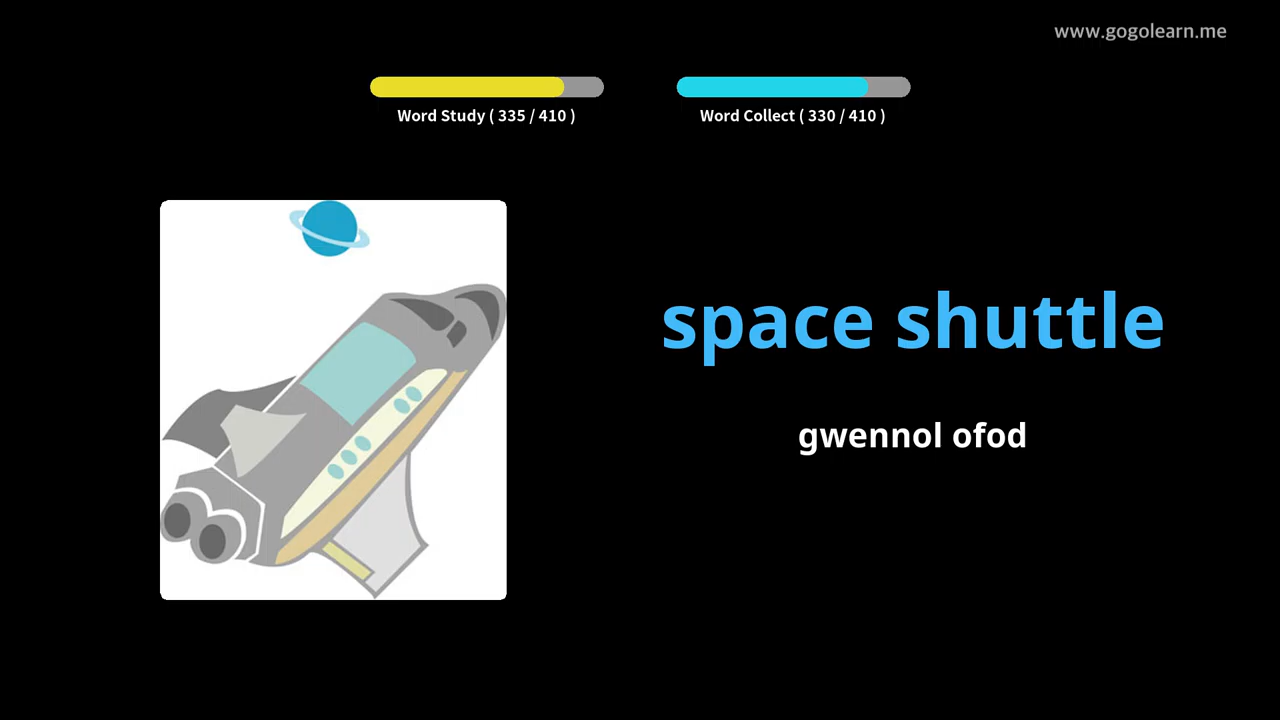 www.gogolearn.me
Word Study ( 335 / 410 )
Word Collect ( 330 / 410 )
space shuttle
gwennol ofod